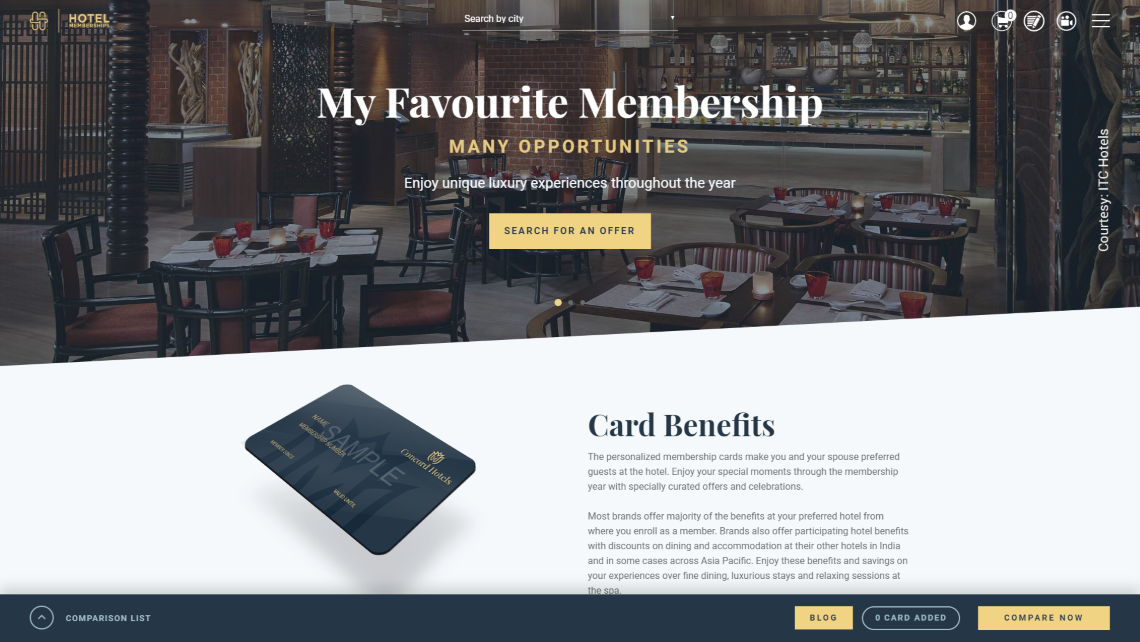 HOTEL
MEMBERSHIPS
Search by city
0
My Favourite Membership
MANY OPPORTUNITIES
Enjoy unique luxury experiences throughout the year
SEARCH FOR AN OFFER
Courtesy: ITC Hotels
NAME
MEMBERSHIP NUMBER
MEMBER SINCE
SAMPLE
Concord Hotels
VALID UNTIL
Card Benefits
The personalized membership cards make you and your spouse preferred
guests at the hotel. Enjoy your special moments through the membership
year with specially curated offers and celebrations.
Most brands offer majority of the benefits at your preferred hotel from
where you enroll as a member. Brands also offer participating hotel benefits
with discounts on dining and accommodation at their other hotels in India
and in some cases across Asia Pacific. Enjoy these benefits and savings on
your experiences over fine dining, luxurious stays and relaxing sessions at
the spa.
COMPARISON LIST
BLOG
0 CARD ADDED
COMPARE NOW